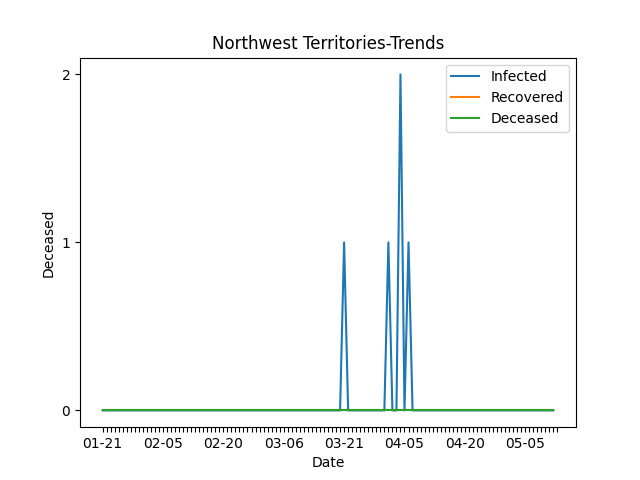 Northwest Territories-Trends
Infected
Recovered
Deceased
2
1
0
Deceased
01-21 02-05 02-20 03-06 03-21 04-05 04-20 05-05
Date